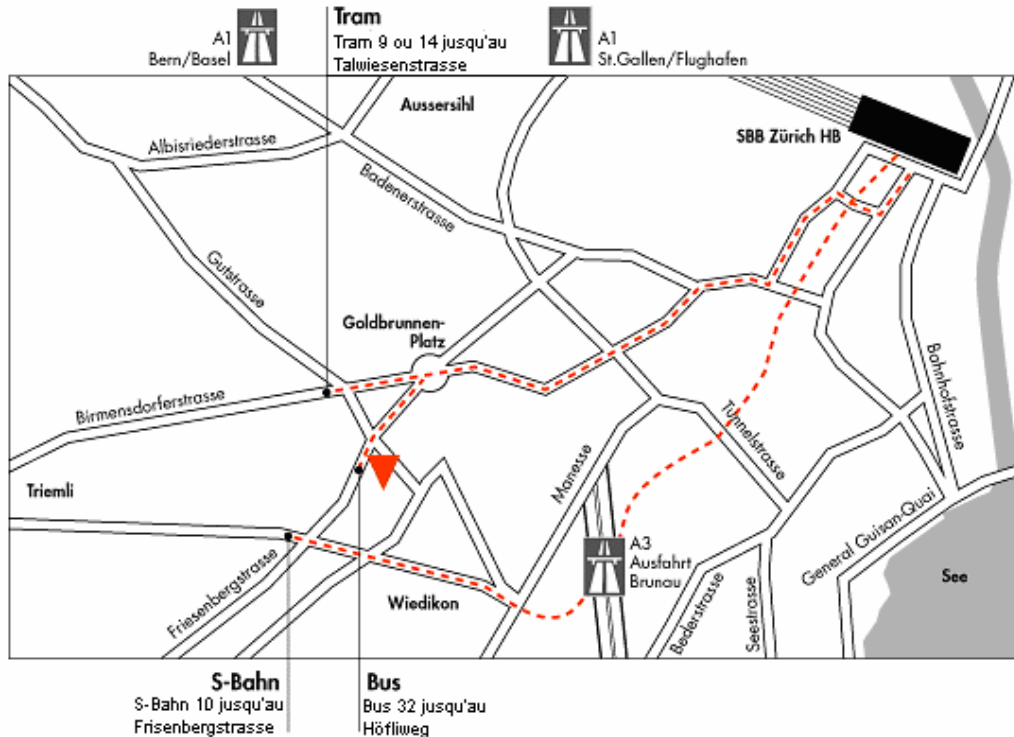 Tram
A1
Bern/Basel
Tram 9 ou 14 jusqu'au
Talwiesenstrasse
A1
St.Gallen/Flughafen
Aussersihl
SBB Zürich HB
Albisriederstrasse
Badenerstrasse
Gutstrasse
Goldbrunnen-
Platz
Birmensdorferstrasse
Bahnhofstrasse
Tunnelstrasse
Manesse
Triemli
General Guisan-Quai
A3
Ausfahrt
Brunau
See
Friesenbergstrasse
Wiedikon
Bederstrasse
Seestrasse
S-Bahn
S-Bahn 10 jusqu'au
Frisenbergstrasse
Bus
Bus 32 jusqu'au
Höfliweg